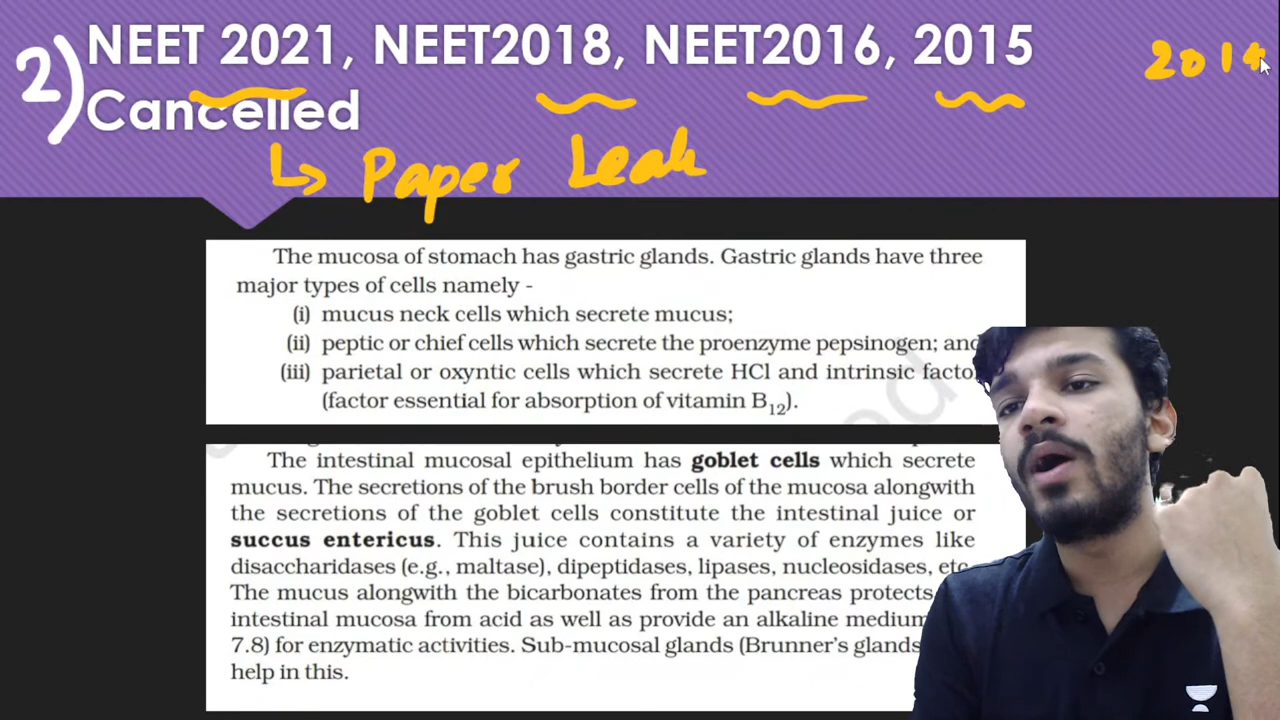 2) NEET 2021, NEET2018, NEET2016, 2015
2014
Cancelled
↳ Paper Leak
The mucosa of stomach has gastric glands. Gastric glands have three
major types of cells namely -
(i) mucus neck cells which secrete mucus;
(ii) peptic or chief cells which secrete the proenzyme pepsinogen; and
(iii) parietal or oxyntic cells which secrete HCl and intrinsic facto
(factor essential for absorption of vitamin B12).
The intestinal mucosal epithelium has goblet cells which secrete
mucus. The secretions of the brush border cells of the mucosa alongwith
the secretions of the goblet cells constitute the intestinal juice or
succus entericus. This juice contains a variety of enzymes like
disaccharidases (e.g., maltase), dipeptidases, lipases, nucleosidases, etc
The mucus alongwith the bicarbonates from the pancreas protects
intestinal mucosa from acid as well as provide an alkaline medium
7.8) for enzymatic activities. Sub-mucosal glands (Brunner's glands
help in this.